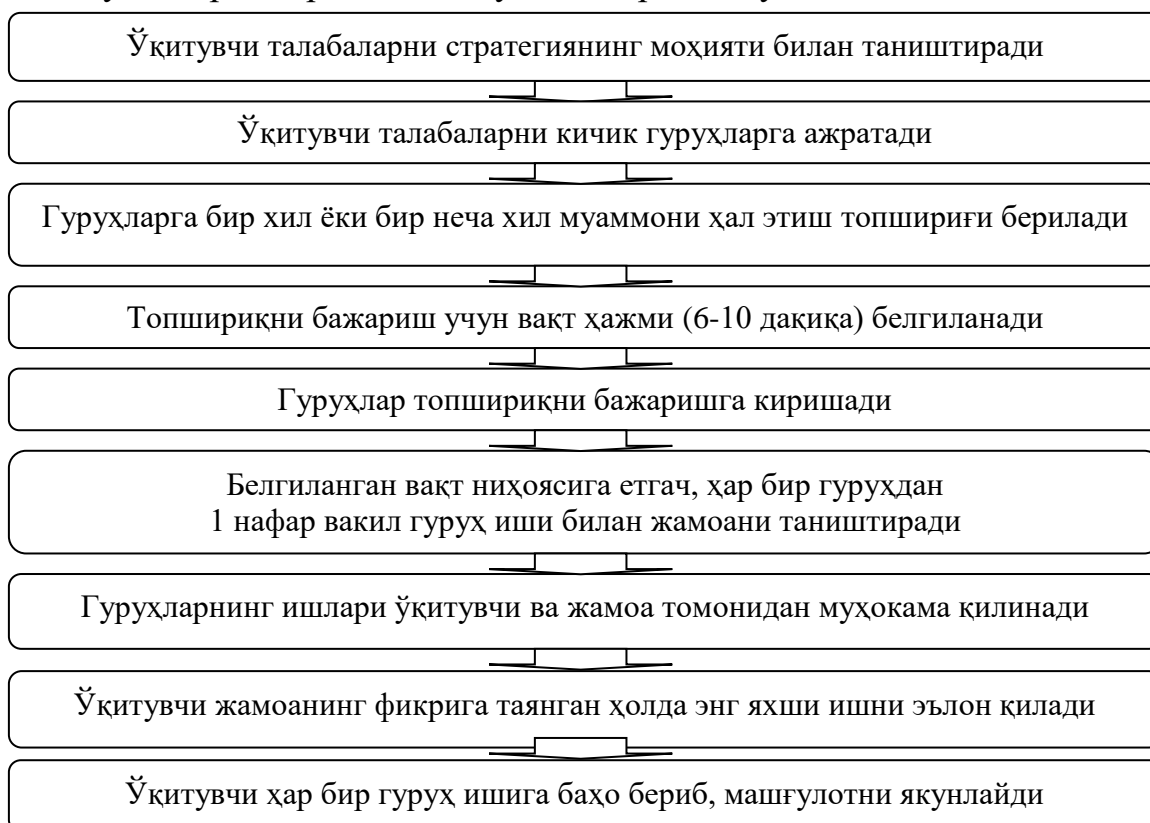 Ўқитувчи талабаларни стратегиянинг моҳияти билан таништиради
Ўқитувчи талабаларни кичик гуруҳларга ажратади
Гуруҳларга бир хил ёки бир неча хил муаммони ҳал этиш топшириғи берилади
Топшириқни бажариш учун вақт ҳажми (6-10 дақиқа) белгиланади
Гуруҳлар топшириқни бажаришга киришади
Белгиланган вақт ниҳоясига етгач, ҳар бир гуруҳдан
1 нафар вакил гуруҳ иши билан жамоани таништиради
Гуруҳларнинг ишлари ўқитувчи ва жамоа томонидан муҳокама қилинади
Ўқитувчи жамоанинг фикрига таянган ҳолда энг яхши ишни эълон қилади
Ўқитувчи ҳар бир гуруҳ ишига баҳо бериб, машғулотни якунлайди